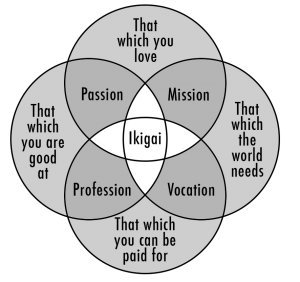 That
which you
love
Passion
Mission
That
which
you are
good
at
Ikigai
That
which
the
world
needs
Profession
Vocation
That which
you can be
paid for